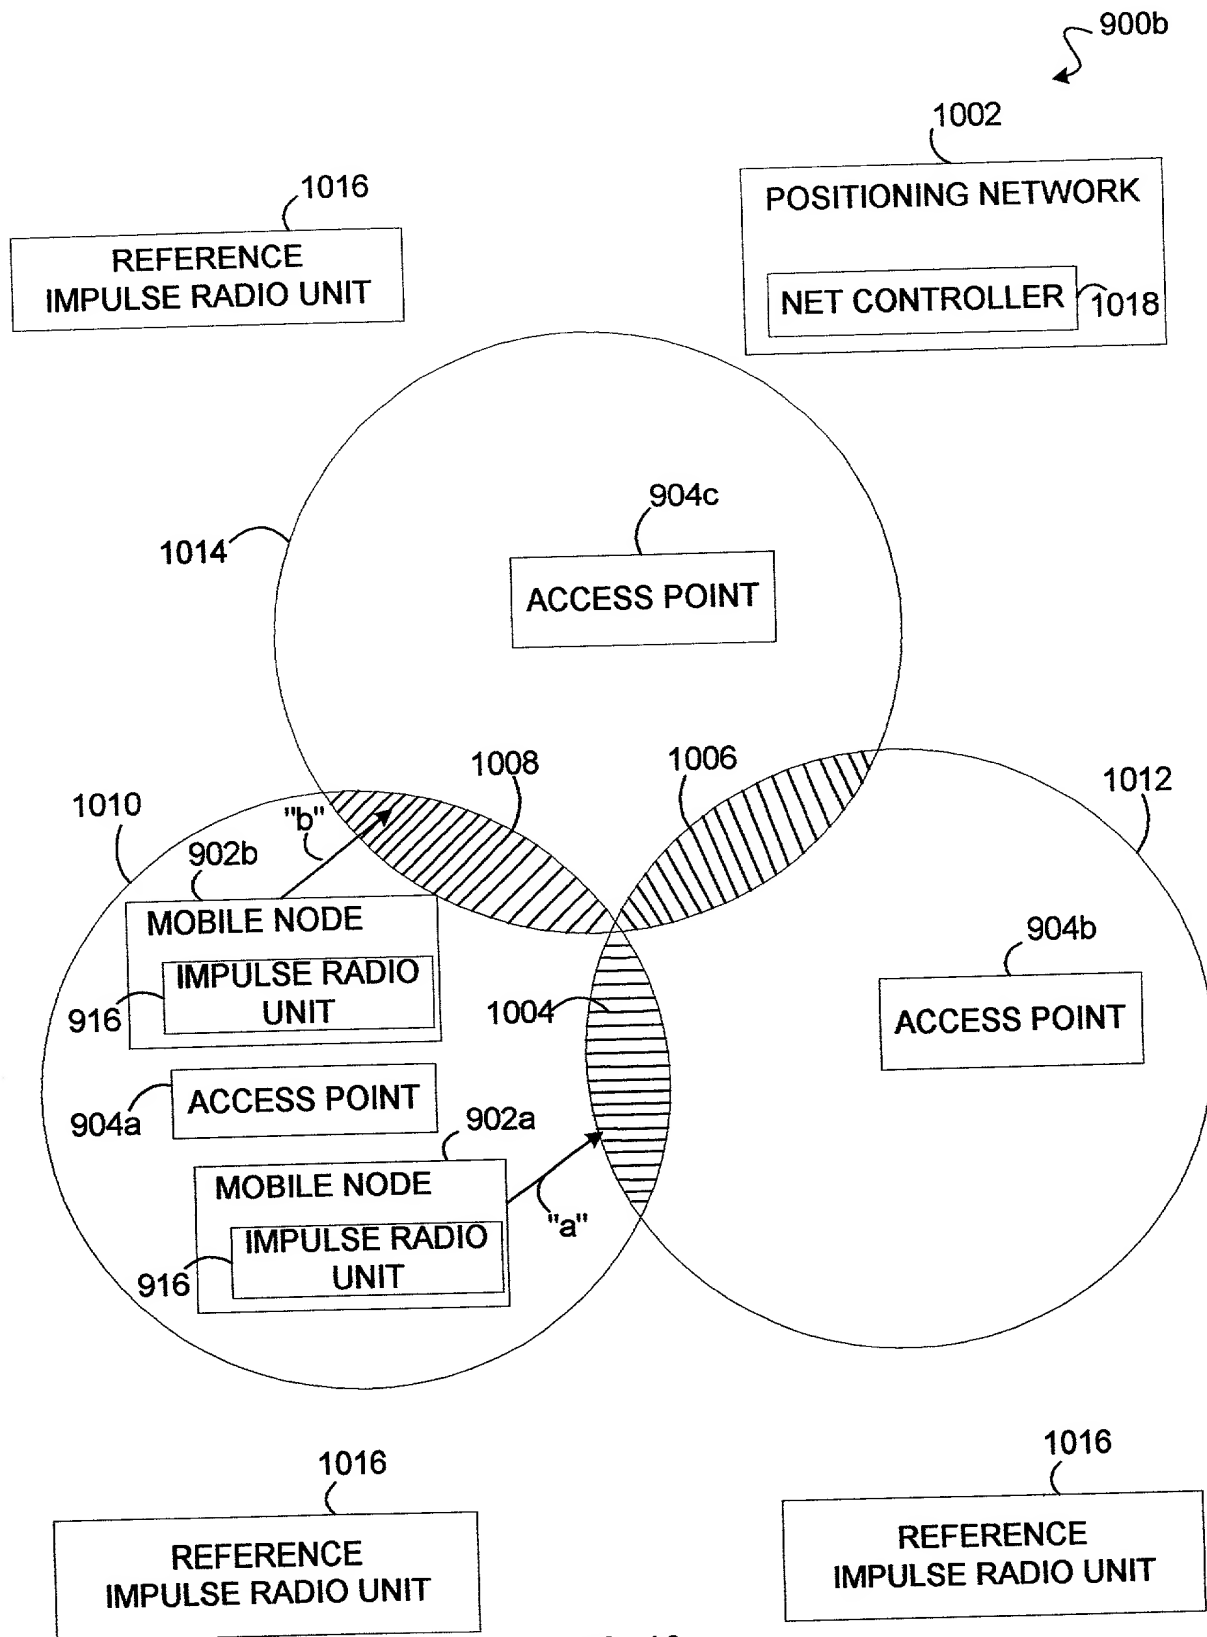 900b
1002
POSITIONING NETWORK
NET CONTROLLER
1018
1016
REFERENCE
IMPULSE RADIO UNIT
904c
1014
ACCESS POINT
1008
1006
1012
1010
"b"
902b
MOBILE NODE
IMPULSE RADIO
UNIT
916
1004
904b
ACCESS POINT
ACCESS POINT
904a
902a
MOBILE NODE
"a"
IMPULSE RADIO
UNIT
916
1016
REFERENCE
IMPULSE RADIO UNIT
1016
REFERENCE
IMPULSE RADIO UNIT